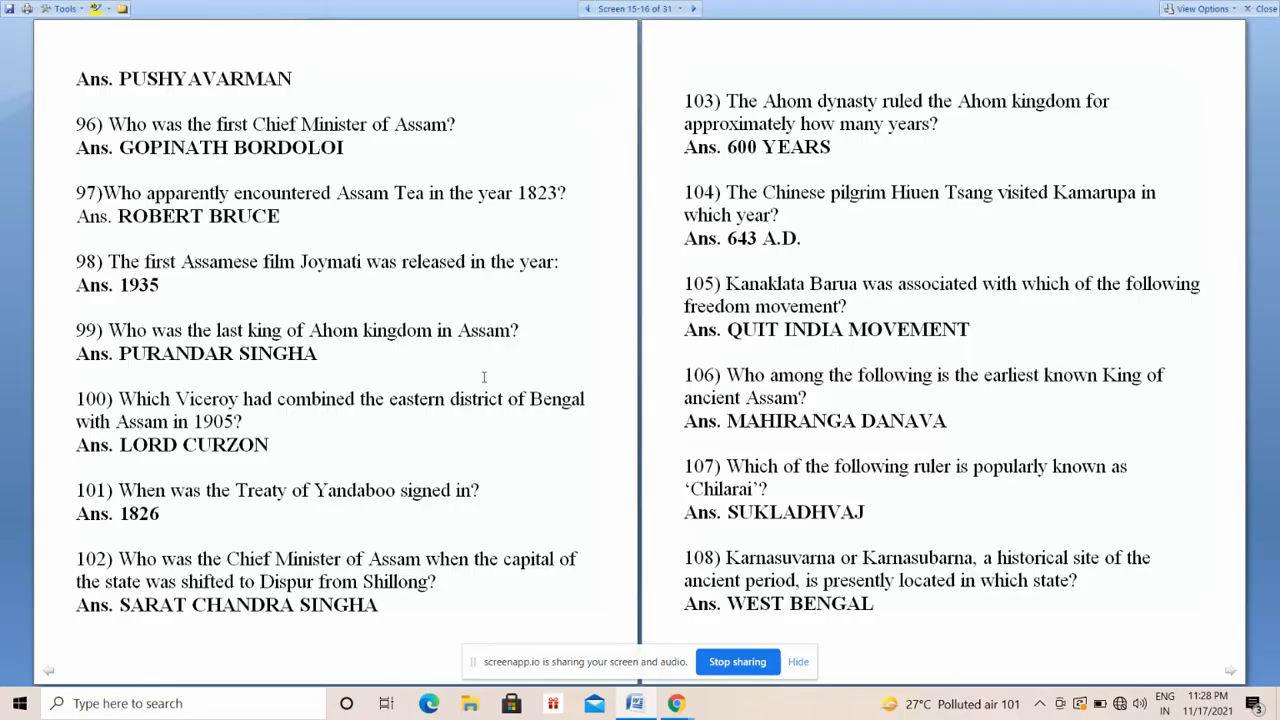 Tools
Screen 15-16 of 31
View Options
Close
Ans. PUSHYAVARMAN
96) Who was the first Chief Minister of Assam?
Ans. GOPINATH BORDOLOI
97)Who apparently encountered Assam Tea in the year 1823?
Ans. ROBERT BRUCE
98) The first Assamese film Joymati was released in the year:
Ans. 1935
99) Who was the last king of Ahom kingdom in Assam?
Ans. PURANDAR SINGHA
100) Which Viceroy had combined the eastern district of Bengal
with Assam in 1905?
Ans. LORD CURZON
101) When was the Treaty of Yandaboo signed in?
Ans. 1826
102) Who was the Chief Minister of Assam when the capital of
the state was shifted to Dispur from Shillong?
Ans. SARAT CHANDRA SINGHA
103) The Ahom dynasty ruled the Ahom kingdom for
approximately how many years?
Ans. 600 YEARS
104) The Chinese pilgrim Hiuen Tsang visited Kamarupa in
which year?
Ans. 643 A.D.
105) Kanaklata Barua was associated with which of the following
freedom movement?
Ans. QUIT INDIA MOVEMENT
106) Who among the following is the earliest known King of
ancient Assam?
Ans. MAHIRANGA DANAVA
107) Which of the following ruler is popularly known as
‘Chilarai’?
Ans. SUKLADHVAJ
108) Karnasuvarna or Karnasubarna, a historical site of the
ancient period, is presently located in which state?
Ans. WEST BENGAL
screenapp.io is sharing your screen and audio.
Stop sharing
Hide
Type here to search
27°C Polluted air 101
ENG
IN
11:28 PM
11/17/2021
3